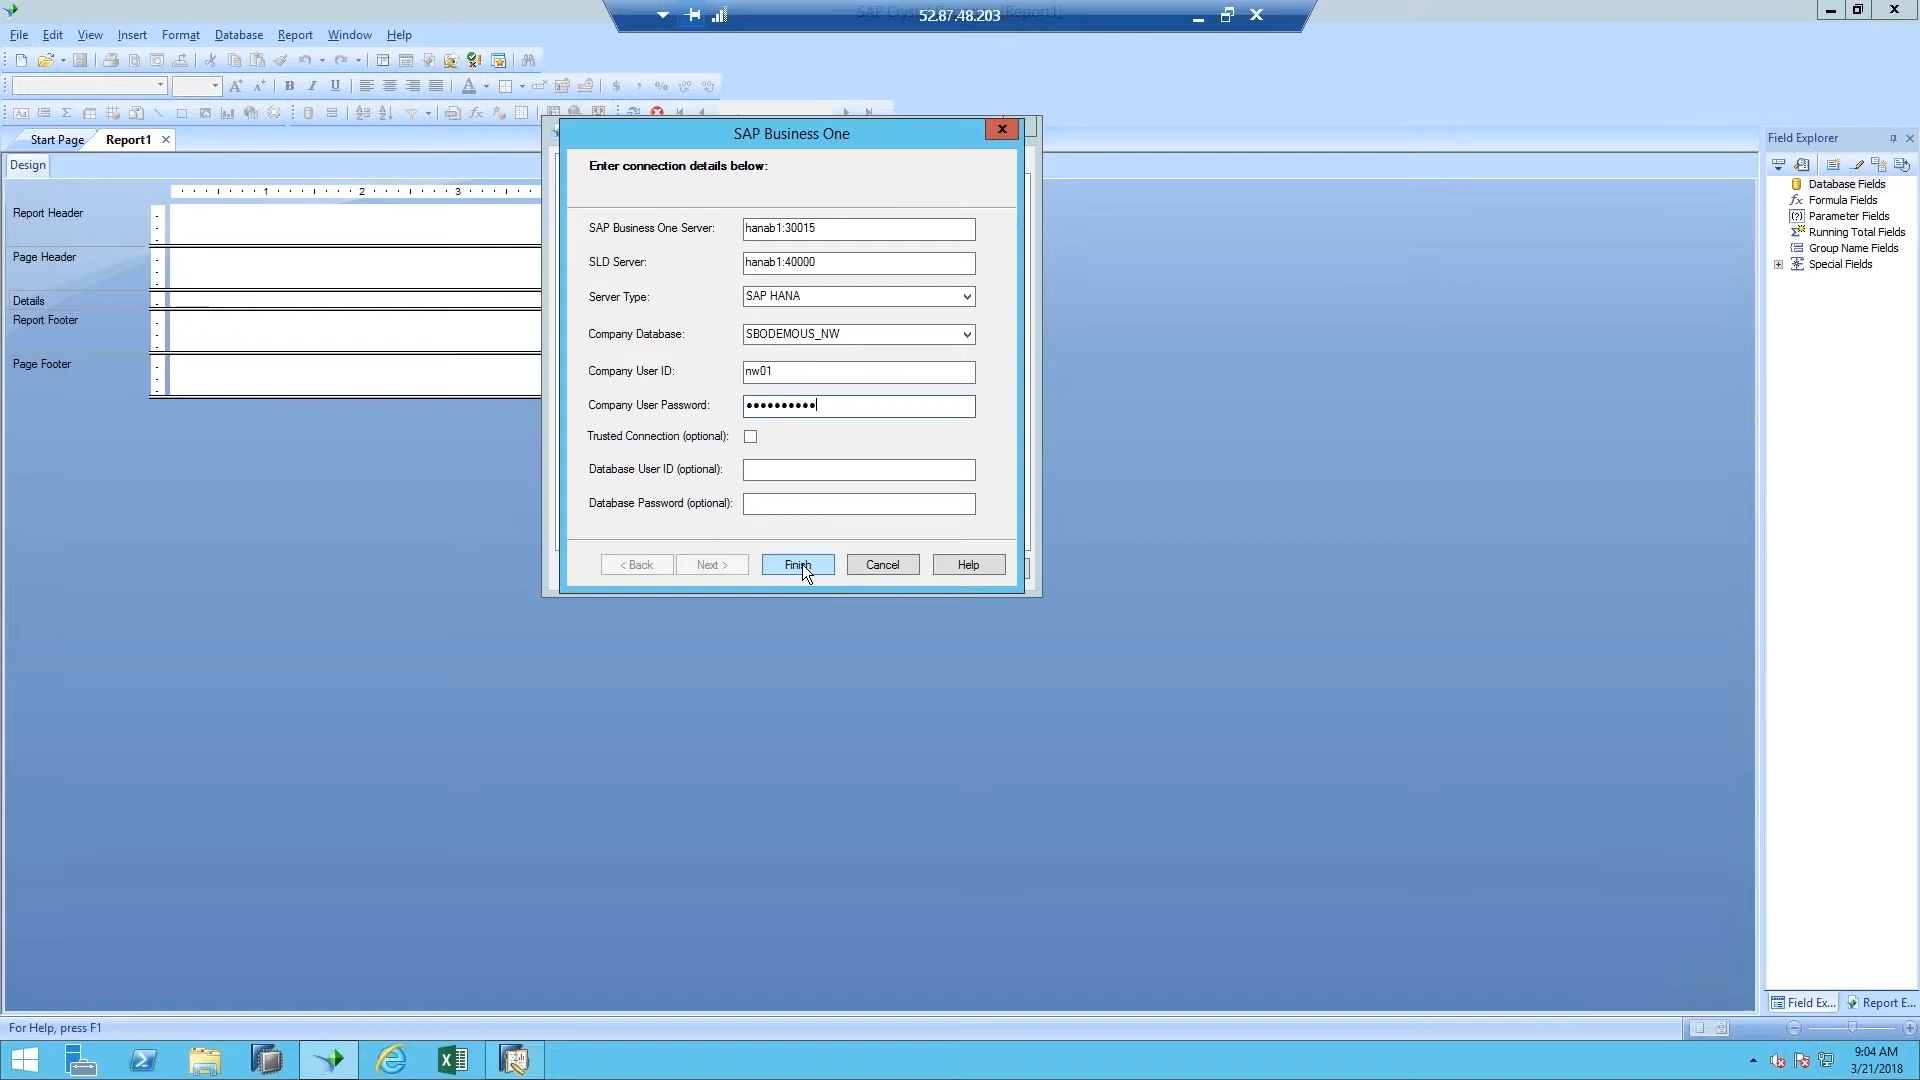 52.87.48.203
File Edit View Insert Format Database Report Window Help
B I U
Start Page Report1
Design
1 2 3
Report Header
Page Header
Details
Report Footer
Page Footer
SAP Business One
Enter connection details below:
SAP Business One Server: hanab1:30015
SLD Server: hanab1:40000
Server Type: SAP HANA
Company Database: SBODEMOUS_NW
Company User ID: nw01
Company User Password: ••••••••••
Trusted Connection (optional):
Database User ID (optional):
Database Password (optional):
< Back Next > Finish Cancel Help
Field Explorer
Database Fields
Formula Fields
Parameter Fields
Running Total Fields
Group Name Fields
Special Fields
Field Ex... Report E...
For Help, press F1
9:04 AM
3/21/2018